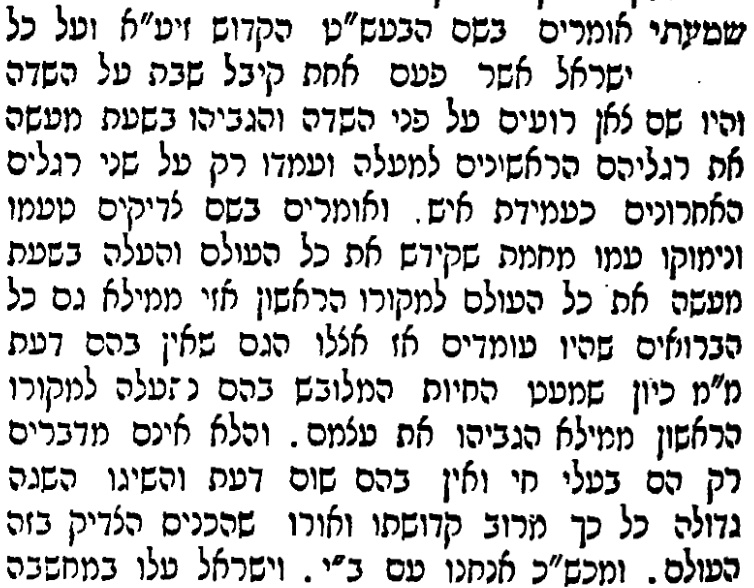 שמעתי אומרים בשם הבעש"ט הקדוש זיע"א ועל כל
ישראל אשר פעם אחת קיבל שבת על השדה
והיו שם צאן רועים על פני השדה והגביהו בשעת מעשה
את רגליהם הראשונים למעלה ועמדו רק על שני רגלים
האחרונים כעמידת איש. ואומרים בשם צדיקים טעמו
ונימוקו עמו מחמת שקידש את כל העולם והעלה בשעת
מעשה את כל העולם למקורו הראשון אזי ממילא גם כל
הברואים שהיו עומדים אז אצלו הגם שאין בהם דעת
מ"מ כיון שמעט החיות המלובש בהם נתעלה למקורו
הראשון ממילא הגביהו את עצמם. והלא אינם מדברים
רק הם בעלי חי ואין בהם שום דעת והשיגו השגה
גדולה כל כך מרוב קדושתו ואורו שהכניס הצדיק בזה
העולם. ומכש"כ אנחנו עם ב"י. וישראל עלו במחשבה